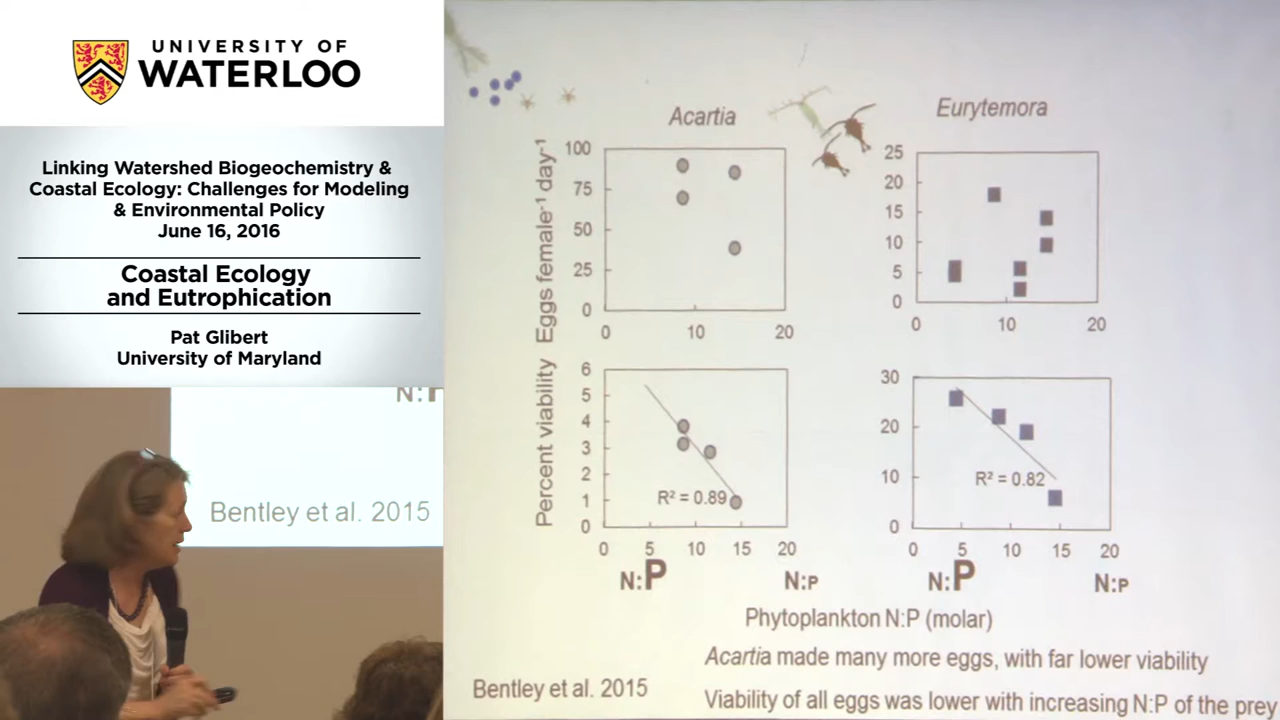 UNIVERSITY OF
WATERLOO
Linking Watershed Biogeochemistry &
Coastal Ecology: Challenges for Modeling
& Environmental Policy
June 16, 2016
Coastal Ecology
and Eutrophication
Pat Glibert
University of Maryland
N:P
Bentley et al. 2015
Acartia
Eurytemora
Eggs female-1 day-1
100
75
50
25
0
0 10 20
25
20
15
10
5
0
0 10 20
Percent viability
6
5
4
3
2
1
0
R² = 0.89
0 5 10 15 20
N:P N:P
30
20
10
0
R² = 0.82
0 5 10 15 20
N:P N:P
Phytoplankton N:P (molar)
Acartia made many more eggs, with far lower viability
Bentley et al. 2015
Viability of all eggs was lower with increasing N:P of the prey